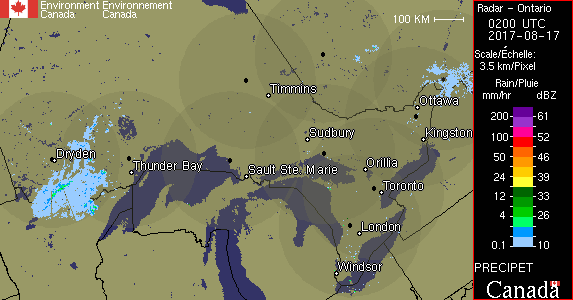 Environment Environnement
Canada Canada
100 KM
Radar - Ontario
0200 UTC
2017-08-17
Scale/Échelle:
3.5 km/Pixel
Rain/Pluie
mm/hr dBZ
200 61
100 52
50 46
24 39
12 33
4 26
0.1 10
PRECIPET
Canada
Timmins
Ottawa
Sudbury
Kingston
Dryden
Thunder Bay
Sault Ste. Marie
Orillia
Toronto
London
Windsor